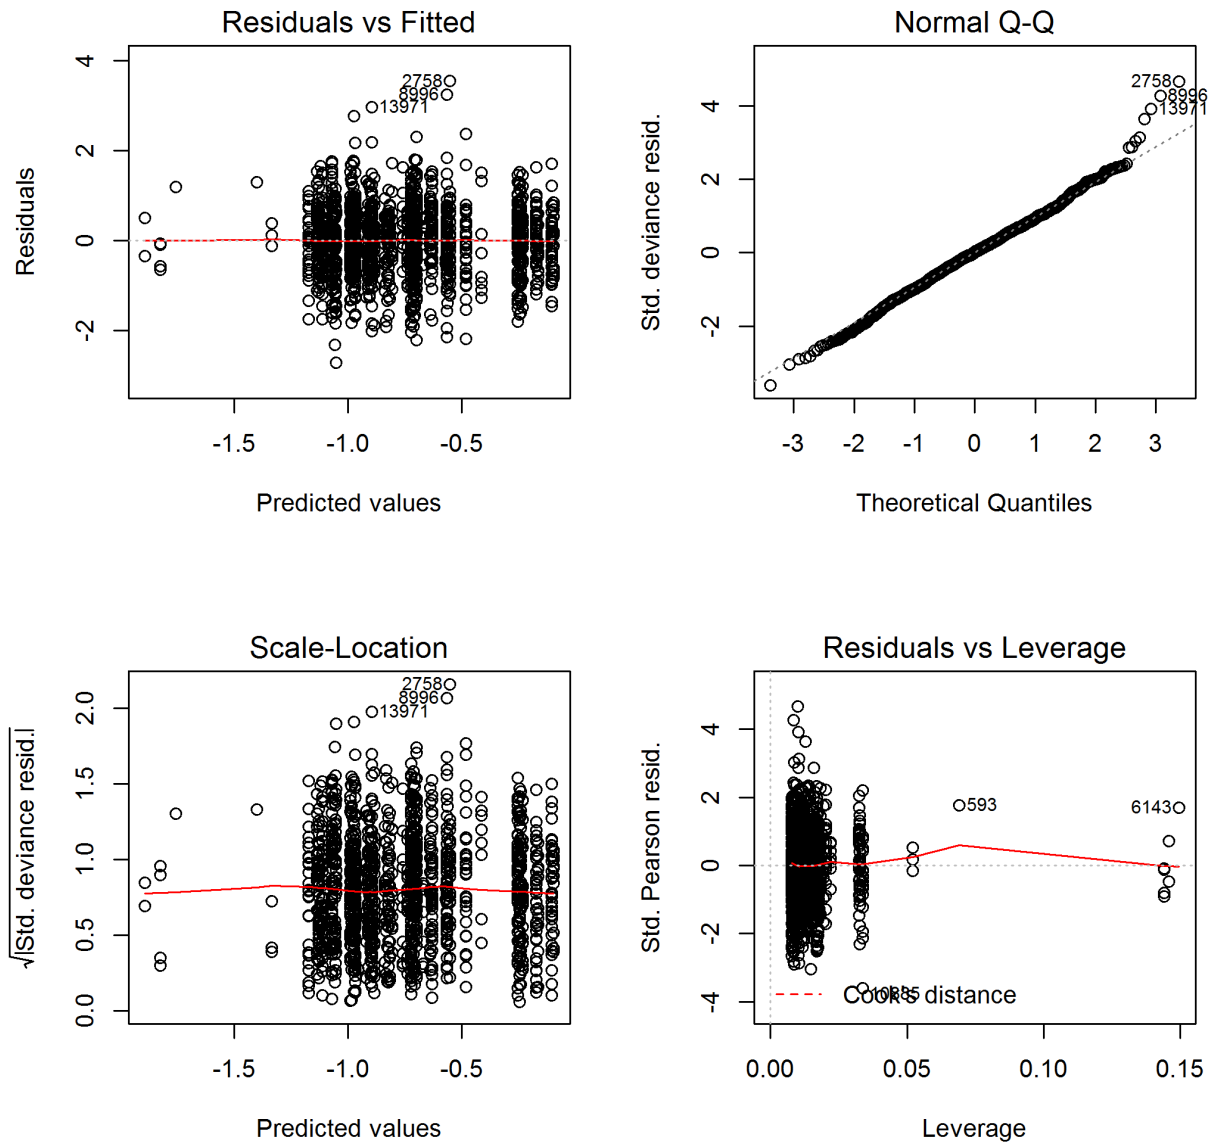 Residuals vs Fitted
Residuals
4
2
0
-2
2758
8996
13971
-1.5 -1.0 -0.5
Predicted values
Normal Q-Q
Std. deviance resid.
4
2
0
-2
2758
8996
13971
-3 -2 -1 0 1 2 3
Theoretical Quantiles
Scale-Location
√|Std. deviance resid.|
2.0
1.5
1.0
0.5
0.0
2758
8996
13971
-1.5 -1.0 -0.5
Predicted values
Residuals vs Leverage
Std. Pearson resid.
4
2
0
-2
-4
593
6143
Cook's distance
0.00 0.05 0.10 0.15
Leverage